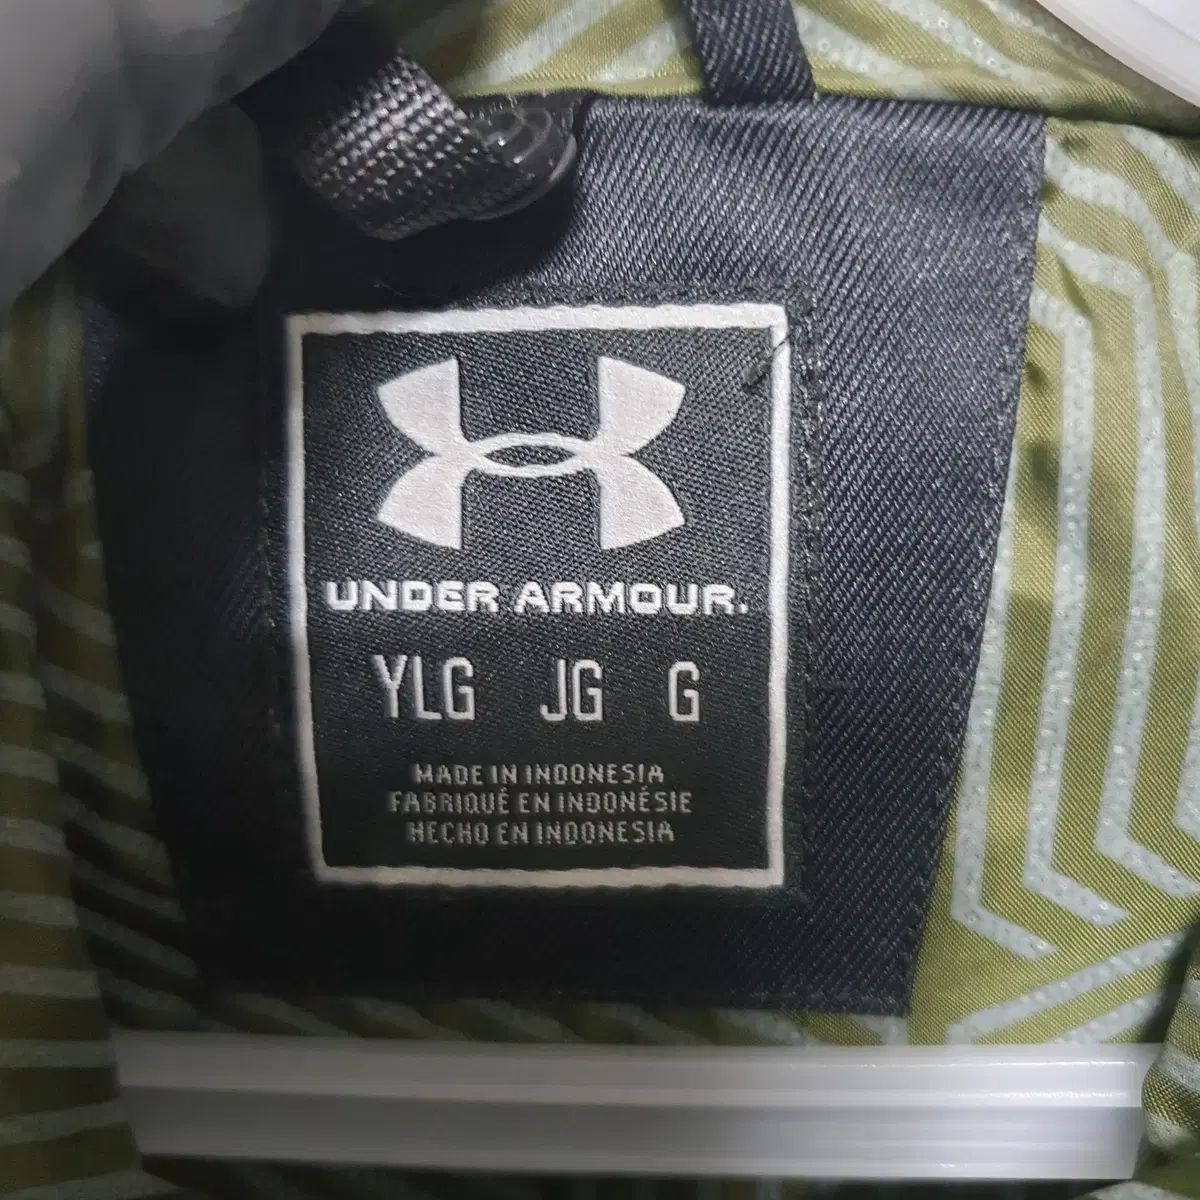 UNDER ARMOUR.
YLG JG G
MADE IN INDONESIA
FABRIQUÉ EN INDONÉSIE
HECHO EN INDONESIA